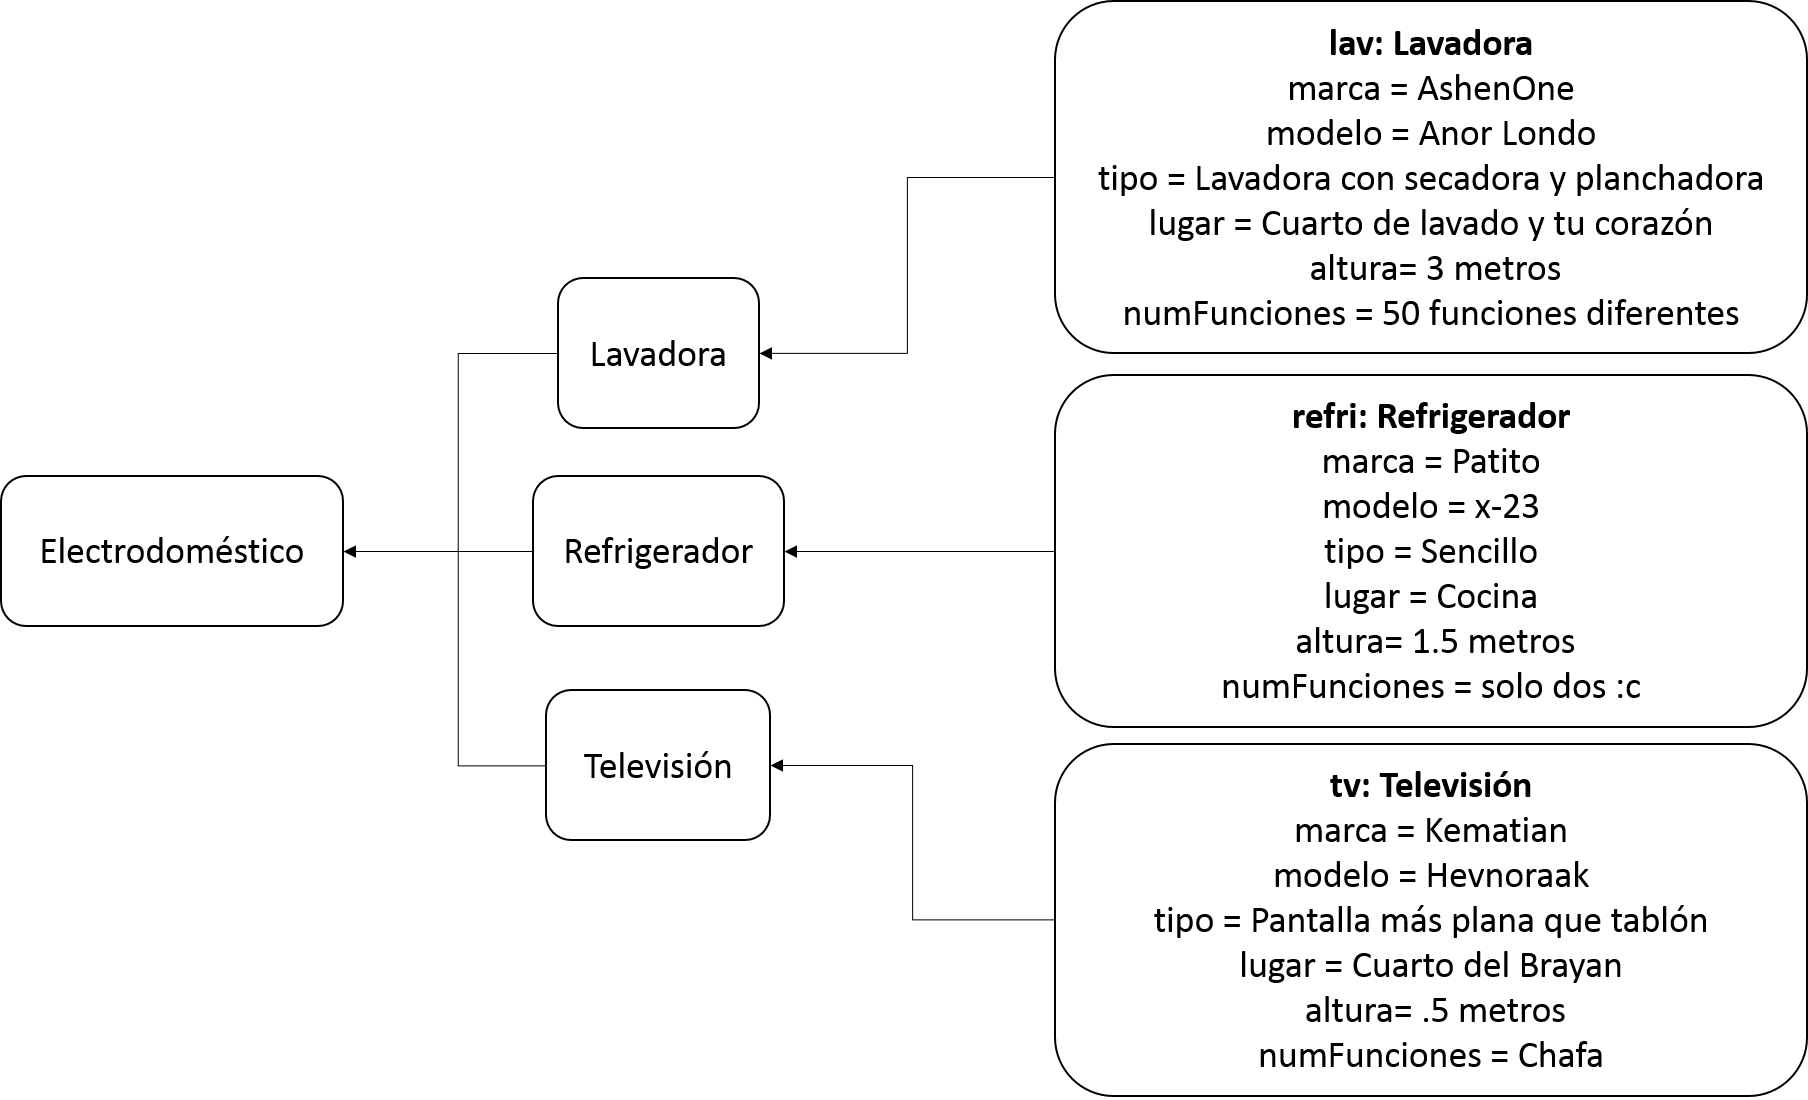 Electrodoméstico
Lavadora
Refrigerador
Televisión
lav: Lavadora
marca = AshenOne
modelo = Anor Londo
tipo = Lavadora con secadora y planchadora
lugar = Cuarto de lavado y tu corazón
altura= 3 metros
numFunciones = 50 funciones diferentes
refri: Refrigerador
marca = Patito
modelo = x-23
tipo = Sencillo
lugar = Cocina
altura= 1.5 metros
numFunciones = solo dos :c
tv: Televisión
marca = Kematian
modelo = Hevnoraak
tipo = Pantalla más plana que tablón
lugar = Cuarto del Brayan
altura= .5 metros
numFunciones = Chafa